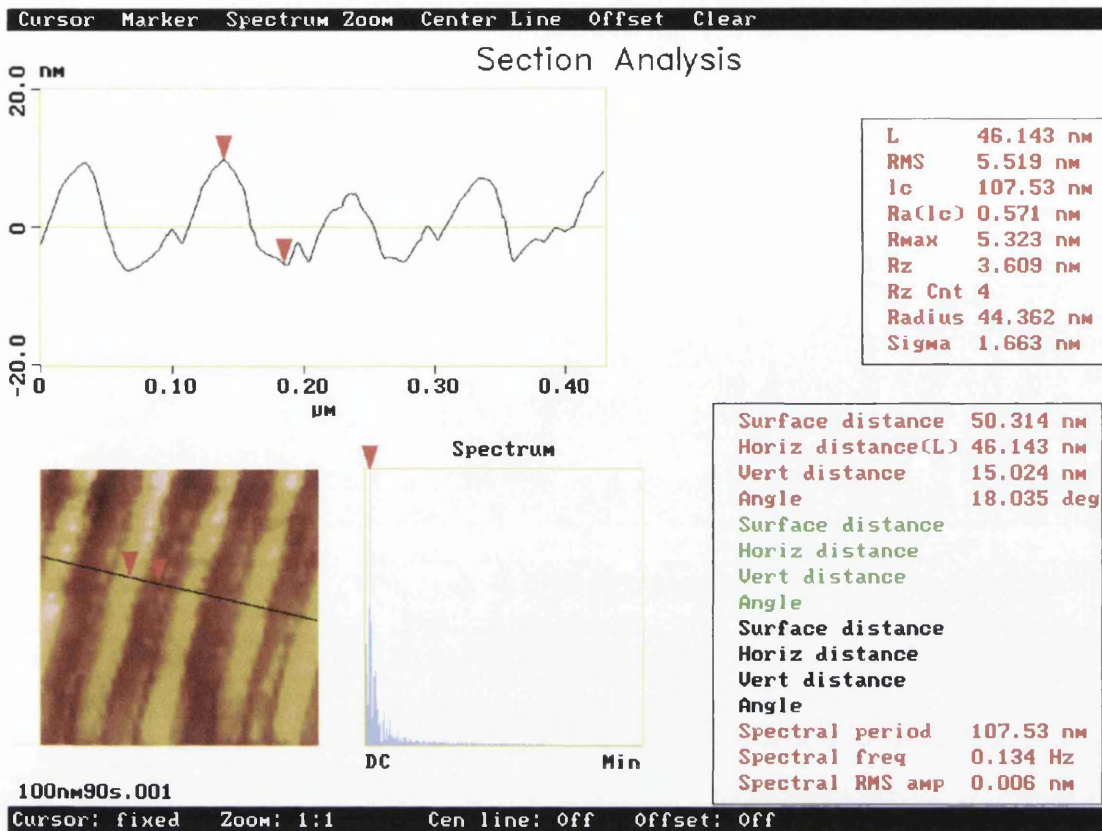 Cursor Marker Spectrum Zoom Center Line Offset Clear
Section Analysis
20.0 nM
0
-20.0
0 0.10 0.20 0.30 0.40
µM
L 46.143 nM
RMS 5.519 nM
lc 107.53 nM
Ra(lc) 0.571 nM
Rmax 5.323 nM
Rz 3.609 nM
Rz Cnt 4
Radius 44.362 nM
Sigma 1.663 nM
Spectrum
DC Min
Surface distance 50.314 nM
Horiz distance(L) 46.143 nM
Vert distance 15.024 nM
Angle 18.035 deg
Surface distance
Horiz distance
Vert distance
Angle
Surface distance
Horiz distance
Vert distance
Angle
Spectral period 107.53 nM
Spectral freq 0.134 Hz
Spectral RMS amp 0.006 nM
100nm90s.001
Cursor: fixed Zoom: 1:1 Cen line: Off Offset: Off